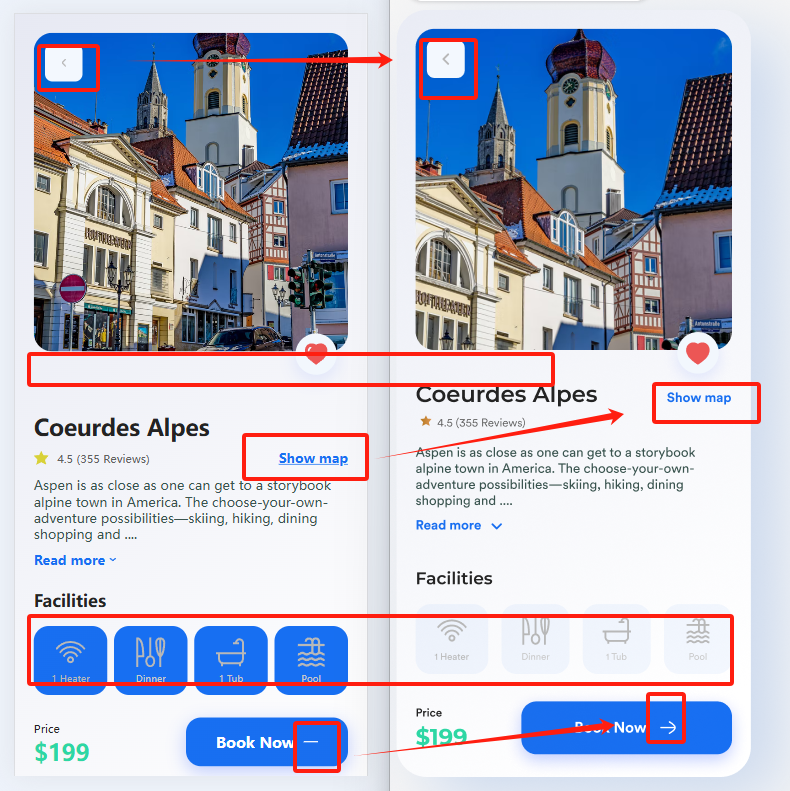 Coeurdes Alpes
4.5 (355 Reviews)
Show map
Aspen is as close as one can get to a storybook
alpine town in America. The choose-your-own-
adventure possibilities—skiing, hiking, dining
shopping and ....
Read more
Facilities
1 Heater
Dinner
1 Tub
Pool
Price
$199
Book Now
Coeurdes Alpes
Show map
4.5 (355 Reviews)
Aspen is as close as one can get to a storybook
alpine town in America. The choose-your-own-
adventure possibilities—skiing, hiking, dining
shopping and ....
Read more
Facilities
1 Heater
Dinner
1 Tub
Pool
Price
$199
Book Now